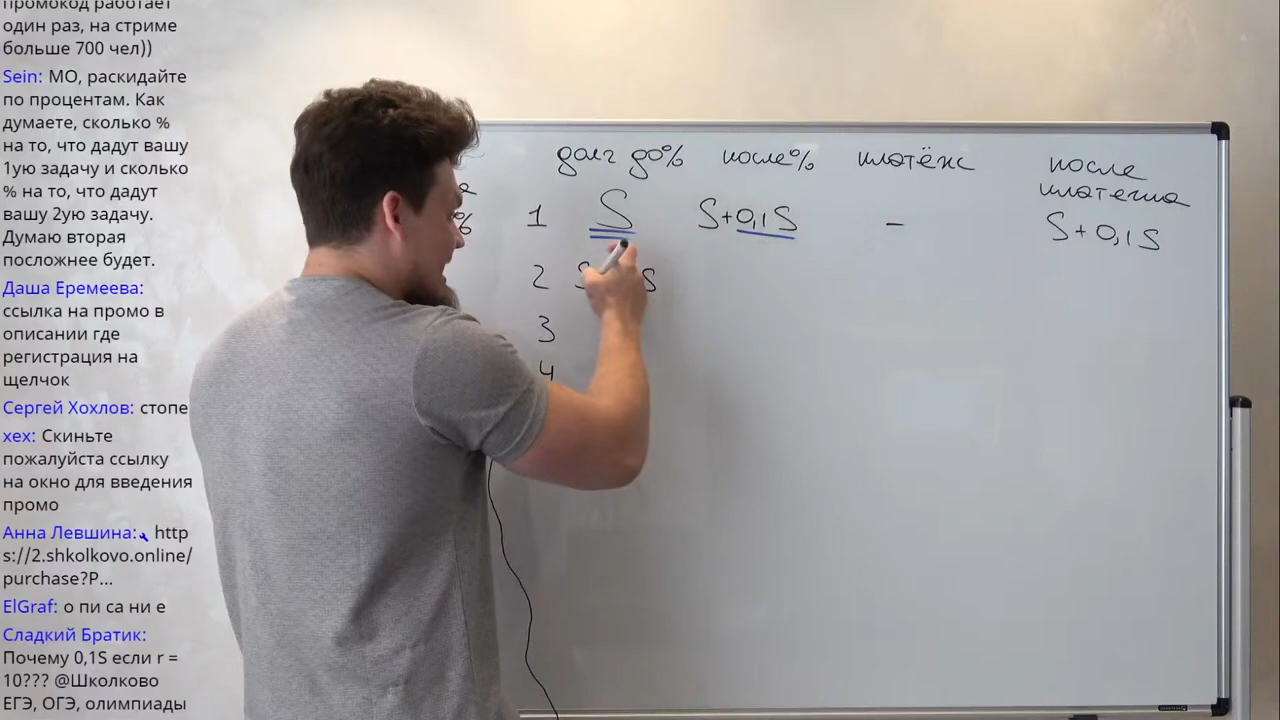 промокод работает
один раз, на стриме
больше 700 чел))
Sein: МО, раскидайте
по процентам. Как
думаете, сколько %
на то, что дадут вашу
1ую задачу и сколько
% на то, что дадут
вашу 2ую задачу.
Думаю вторая
посложнее будет.
Даша Еремеева:
ссылка на промо в
описании где
регистрация на
щелчок
Сергей Хохлов: стопе
хех: Скиньте
пожалуйста ссылку
на окно для введения
промо
Анна Левшина: http
s://2.shkolkovo.online/
purchase?P...
ElGraf: о пи са ни е
Сладкий Братик:
Почему 0,1S если r =
10??? @Школково
ЕГЭ, ОГЭ, олимпиады
долг до% после% платёж после платежа
% 1 S S+0,1S – S+0,1S
2 S S
3
4